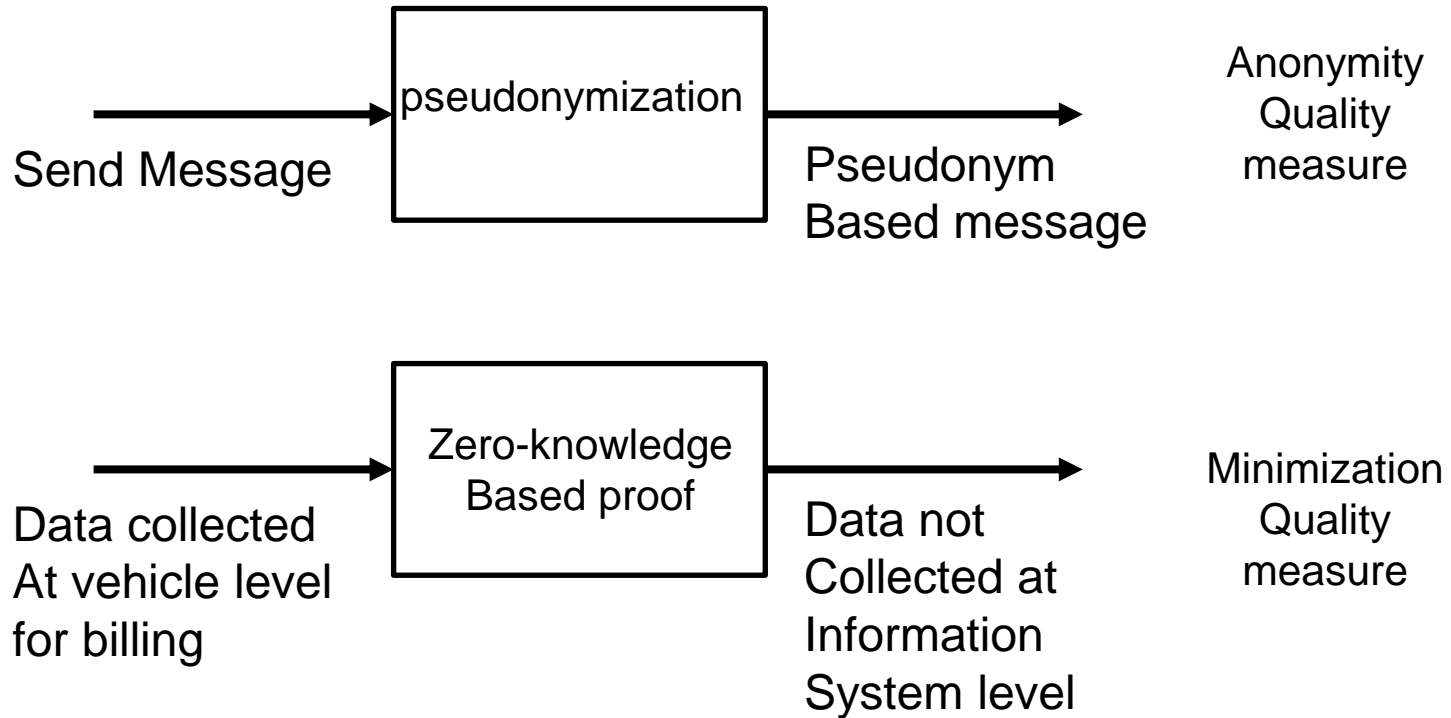 pseudonymization
Send Message
Pseudonym
Based message
Anonymity
Quality
measure
Zero-knowledge
Based proof
Data collected
At vehicle level
for billing
Data not
Collected at
Information
System level
Minimization
Quality
measure